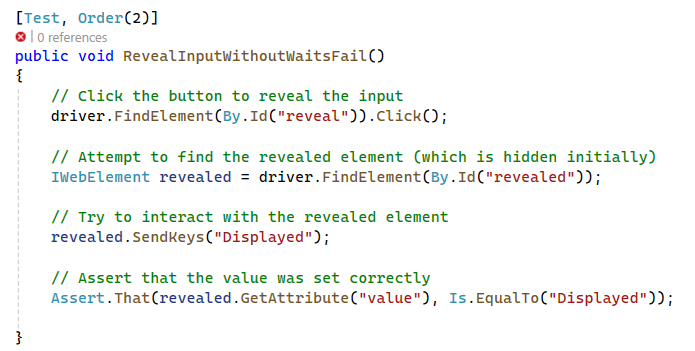 [Test, Order(2)]
| 0 references
public void RevealInputWithoutWaitsFail()
{
// Click the button to reveal the input
driver.FindElement(By.Id("reveal")).Click();
// Attempt to find the revealed element (which is hidden initially)
IWebElement revealed = driver.FindElement(By.Id("revealed"));
// Try to interact with the revealed element
revealed.SendKeys("Displayed");
// Assert that the value was set correctly
Assert.That(revealed.GetAttribute("value"), Is.EqualTo("Displayed"));
}